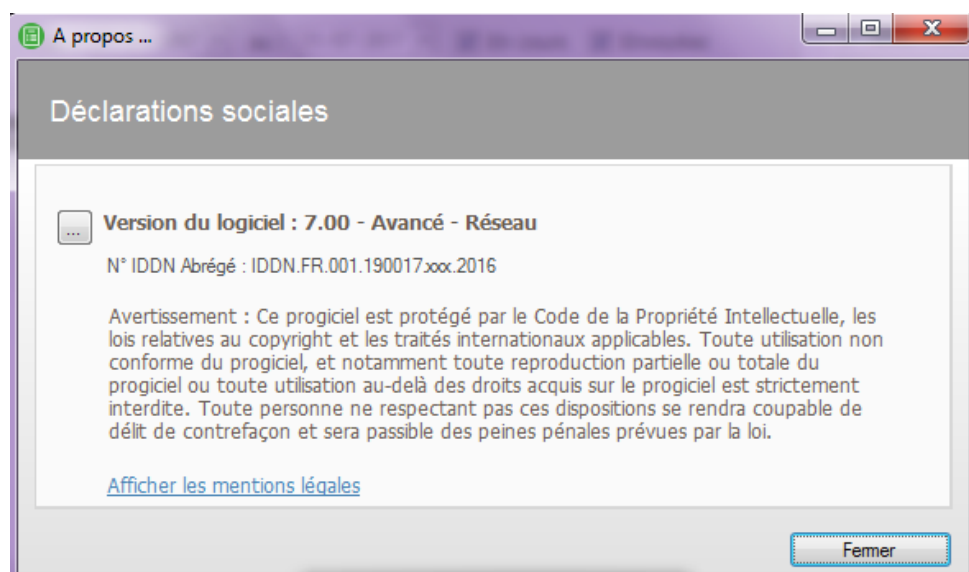 A propos ...
Déclarations sociales
... Version du logiciel : 7.00 - Avancé - Réseau
N° IDDN Abrégé : IDDN.FR.001.190017.xxx.2016
Avertissement : Ce progiciel est protégé par le Code de la Propriété Intellectuelle, les
lois relatives au copyright et les traités internationaux applicables. Toute utilisation non
conforme du progiciel, et notamment toute reproduction partielle ou totale du
progiciel ou toute utilisation au-delà des droits acquis sur le progiciel est strictement
interdite. Toute personne ne respectant pas ces dispositions se rendra coupable de
délit de contrefaçon et sera passible des peines pénales prévues par la loi.
Afficher les mentions légales
Fermer